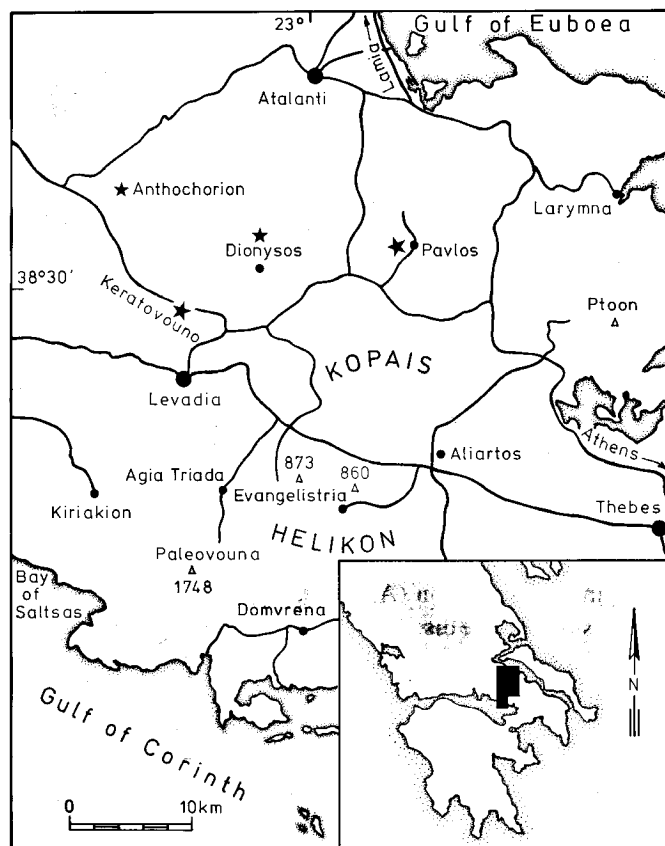 23°
Gulf of Euboea
Lamia
Atalanti
Anthochorion
Larymna
Dionysos
Pavlos
38°30'
Keratovouno
Ptoon
KOPAIS
Levadia
Athens
873
860
Aliartos
Agia Triada
Evangelistria
Kiriakion
Thebes
HELIKON
Paleovouna
1748
Bay
of
Saltsas
Domvrena
N
Gulf of Corinth
0 10km